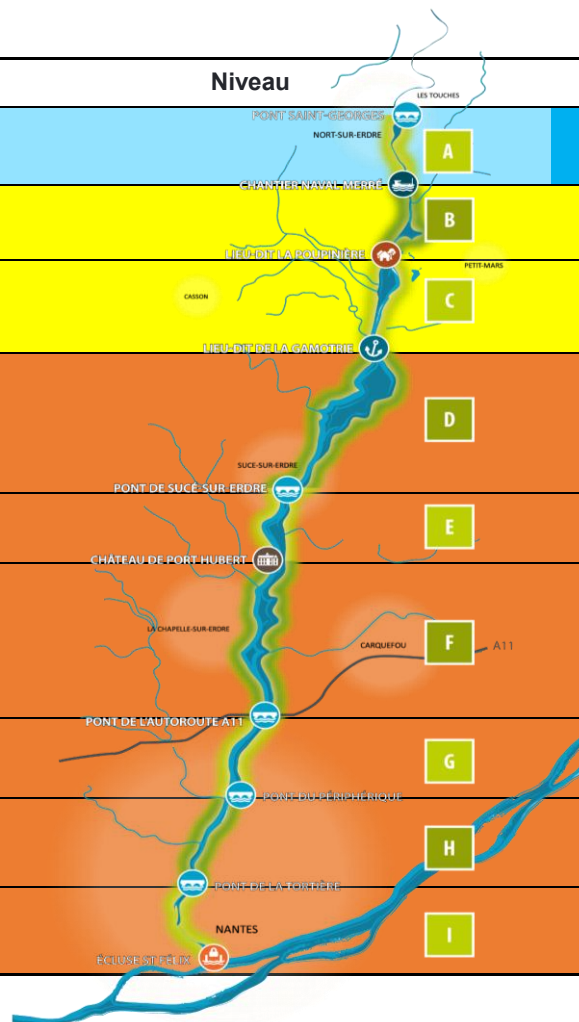 Niveau
LES TOUCHES
PONT SAINT-GEORGES
NORT-SUR-ERDRE
A
CHANTIER NAVAL MERRÉ
B
LIEU-DIT LA POUPINIÈRE
PETIT-MARS
C
CASSON
LIEU-DIT DE LA GAMOTRIE
D
SUCE-SUR-ERDRE
PONT DE SUCÉ-SUR-ERDRE
E
CHÂTEAU DE PORT HUBERT
LA CHAPELLE-SUR-ERDRE
CARQUEFOU
F
A11
PONT DE L'AUTOROUTE A11
G
PONT DU PÉRIPHÉRIQUE
H
PONT DE LA TORTIÈRE
NANTES
I
ÉCLUSE ST FÉLIX